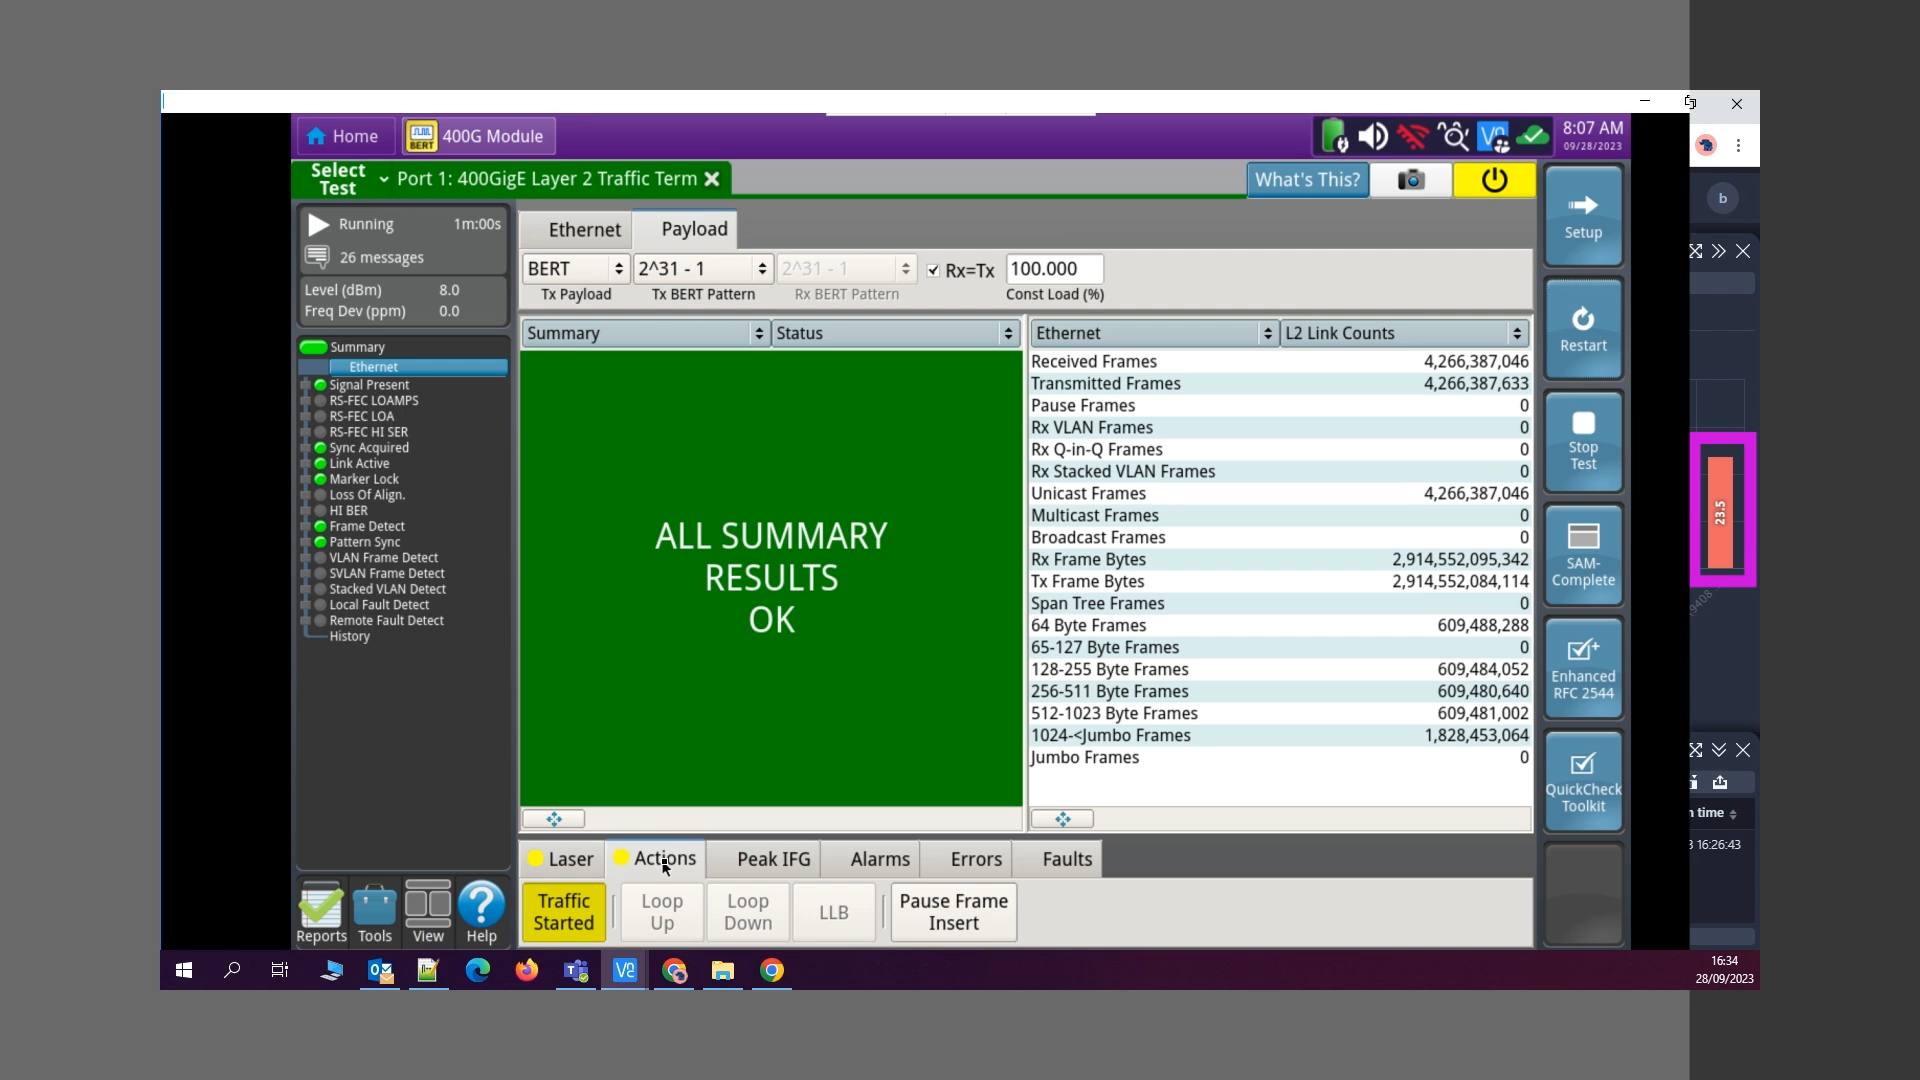 Home
400G Module
8:07 AM
09/28/2023
Select Test
Port 1: 400GigE Layer 2 Traffic Term
What's This?
Running 1m:00s
26 messages
Level (dBm) 8.0
Freq Dev (ppm) 0.0
Summary
Ethernet
Signal Present
RS-FEC LOAMPS
RS-FEC LOA
RS-FEC HI SER
Sync Acquired
Link Active
Marker Lock
Loss Of Align.
HI BER
Frame Detect
Pattern Sync
VLAN Frame Detect
SVLAN Frame Detect
Stacked VLAN Detect
Local Fault Detect
Remote Fault Detect
History
Reports Tools View Help
Ethernet Payload
BERT 2^31 - 1 2^31 - 1 Rx=Tx 100.000
Tx Payload Tx BERT Pattern Rx BERT Pattern Const Load (%)
Summary Status
ALL SUMMARY
RESULTS
OK
Ethernet L2 Link Counts
Received Frames 4,266,387,046
Transmitted Frames 4,266,387,633
Pause Frames 0
Rx VLAN Frames 0
Rx Q-in-Q Frames 0
Rx Stacked VLAN Frames 0
Unicast Frames 4,266,387,046
Multicast Frames 0
Broadcast Frames 0
Rx Frame Bytes 2,914,552,095,342
Tx Frame Bytes 2,914,552,084,114
Span Tree Frames 0
64 Byte Frames 609,488,288
65-127 Byte Frames 0
128-255 Byte Frames 609,484,052
256-511 Byte Frames 609,480,640
512-1023 Byte Frames 609,481,002
1024-<Jumbo Frames 1,828,453,064
Jumbo Frames 0
Laser Actions Peak IFG Alarms Errors Faults
Traffic Started
Loop Up
Loop Down
LLB
Pause Frame Insert
Setup
Restart
Stop Test
SAM-Complete
Enhanced RFC 2544
QuickCheck Toolkit
b
23.5
9408
n time
3 16:26:43
16:34
28/09/2023